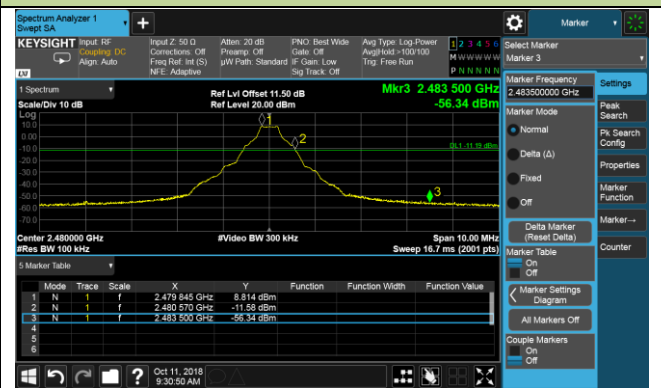 Spectrum Analyzer 1
Swept SA
+
Marker
KEYSIGHT
Input: RF
Coupling: DC
Align: Auto
Input Z: 50 Ω
Corrections: Off
Freq Ref: Int (S)
NFE: Adaptive
Atten: 20 dB
Preamp: Off
µW Path: Standard
PNO: Best Wide
Gate: Off
IF Gain: Low
Sig Track: Off
Avg Type: Log-Power
Avg|Hold:>100/100
Trig: Free Run
1 2 3 4 5 6
M W W W W W
P N N N N N
LXI
Select Marker
Marker 3
1 Spectrum
Scale/Div 10 dB
Ref Lvl Offset 11.50 dB
Ref Level 20.00 dBm
Mkr3 2.483 500 GHz
-56.34 dBm
Log
10.0
0.00
-10.0
-20.0
-30.0
-40.0
-50.0
-60.0
-70.0
1
2
3
DL1 -11.19 dBm
Center 2.480000 GHz
#Res BW 100 kHz
#Video BW 300 kHz
Span 10.00 MHz
Sweep 16.7 ms (2001 pts)
5 Marker Table
Mode Trace Scale X Y Function Function Width Function Value
1 N 1 f 2.479 845 GHz 8.814 dBm
2 N 1 f 2.480 570 GHz -11.58 dBm
3 N 1 f 2.483 500 GHz -56.34 dBm
4
5
6
Marker Frequency
2.483500000 GHz
Marker Mode
Normal
Delta (Δ)
Fixed
Off
Delta Marker
(Reset Delta)
Marker Table
On
Off
Marker Settings
Diagram
All Markers Off
Couple Markers
On
Off
Settings
Peak
Search
Pk Search
Config
Properties
Marker
Function
Marker→
Counter
?
Oct 11, 2018
9:30:50 AM